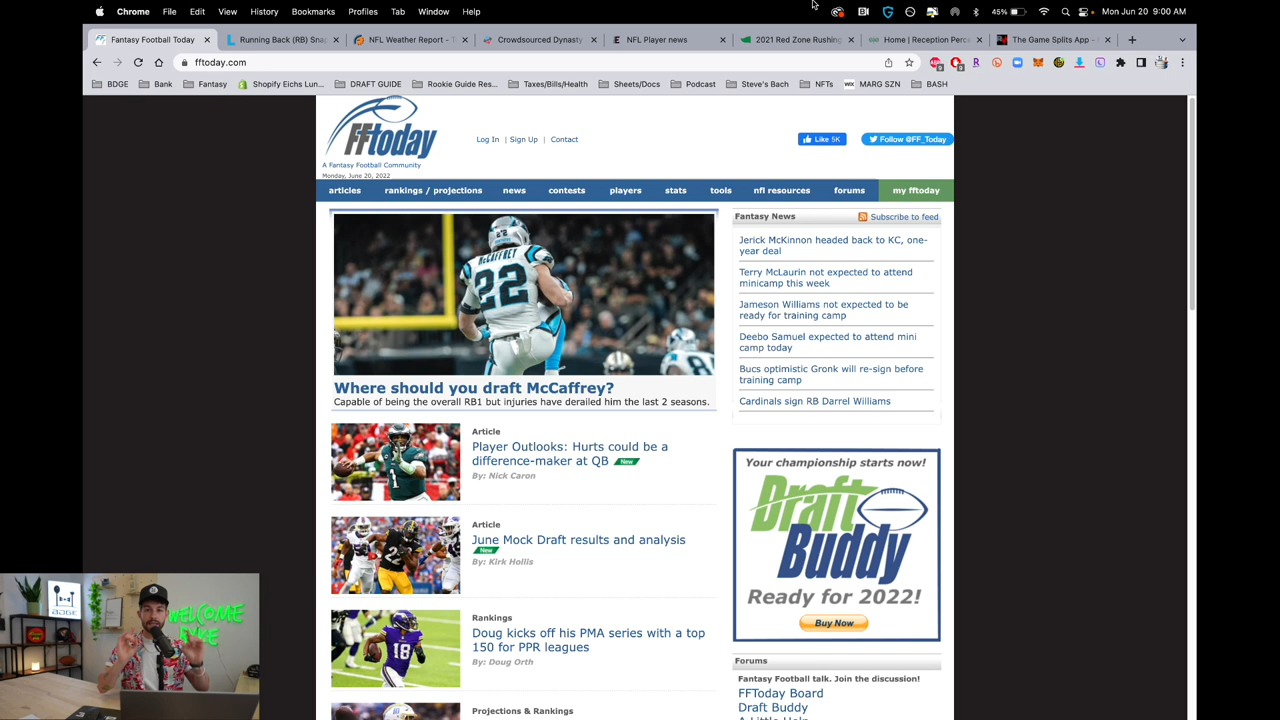 Chrome File Edit View History Bookmarks Profiles Tab Window Help
45% Mon Jun 20 9:00 AM
Fantasy Football Today
Running Back (RB) Sna
NFL Weather Report - T
Crowdsourced Dynasty
NFL Player news
2021 Red Zone Rushing
Home | Reception Perce
The Game Splits App -
fftoday.com
BDGE Bank Fantasy Shopify Eichs Lun... DRAFT GUIDE Rookie Guide Res... Taxes/Bills/Health Sheets/Docs Podcast Steve's Bach NFTs MARG SZN BASH
FFtoday
A Fantasy Football Community
Monday, June 20, 2022
Log In | Sign Up | Contact
Like 5K
Follow @FF_Today
articles rankings / projections news contests players stats tools nfl resources forums my fftoday
McCAFFREY
22
Where should you draft McCaffrey?
Capable of being the overall RB1 but injuries have derailed him the last 2 seasons.
Article
Player Outlooks: Hurts could be a
difference-maker at QB New
By: Nick Caron
Article
June Mock Draft results and analysis
New
By: Kirk Hollis
Rankings
Doug kicks off his PMA series with a top
150 for PPR leagues
By: Doug Orth
Projections & Rankings
Fantasy News
Subscribe to feed
Jerick McKinnon headed back to KC, one-
year deal
Terry McLaurin not expected to attend
minicamp this week
Jameson Williams not expected to be
ready for training camp
Deebo Samuel expected to attend mini
camp today
Bucs optimistic Gronk will re-sign before
training camp
Cardinals sign RB Darrel Williams
Your championship starts now!
Draft
Buddy
Ready for 2022!
Buy Now
Forums
Fantasy Football talk. Join the discussion!
FFToday Board
Draft Buddy
A Little Help
BDGE
WELCOME